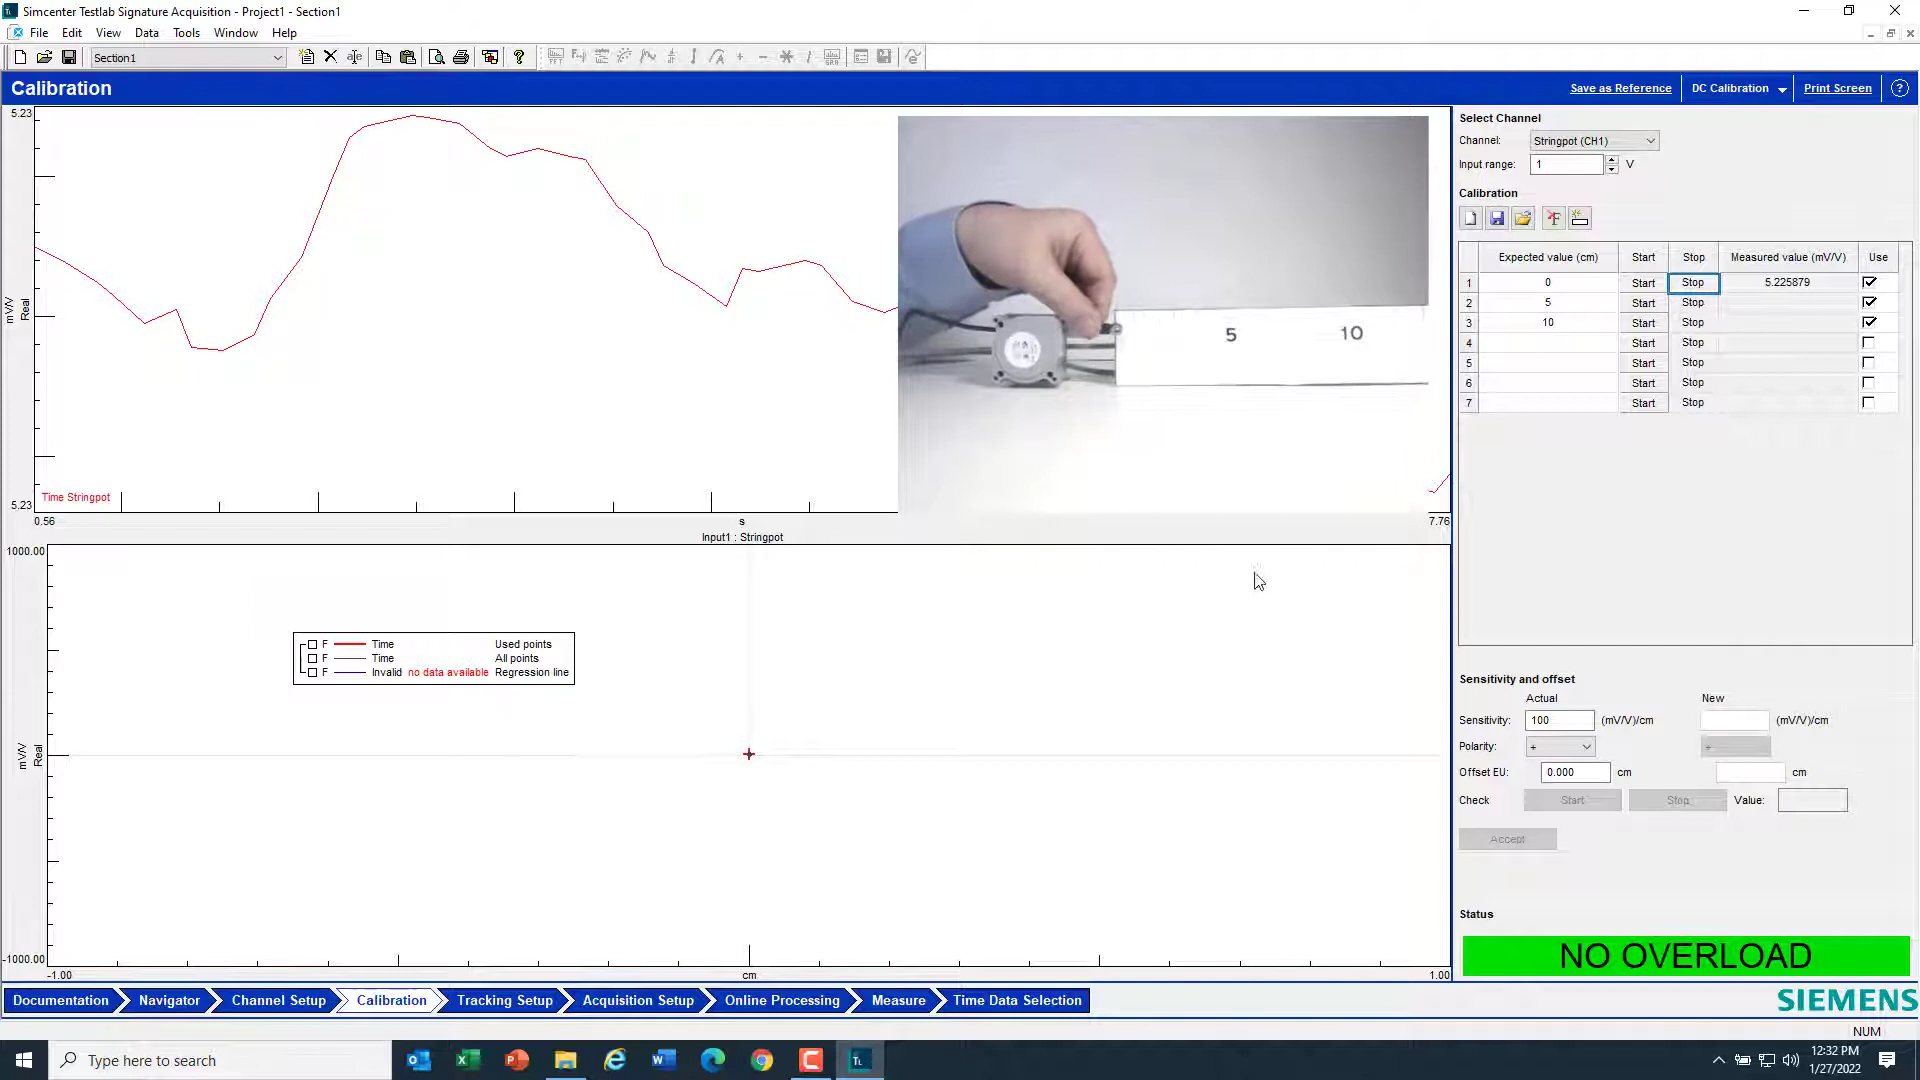 Simcenter Testlab Signature Acquisition - Project1 - Section1
File Edit View Data Tools Window Help
Section1
Calibration
Save as Reference DC Calibration Print Screen
5.23
mV/V
Real
5.23
Time Stringpot
0.56
s
7.76
5 10
Input1 : Stringpot
1000.00
F Time Used points
F Time All points
F Invalid no data available Regression line
mV/V
Real
-1000.00
-1.00
cm
1.00
Select Channel
Channel: Stringpot (CH1)
Input range: 1 V
Calibration
Expected value (cm) Start Stop Measured value (mV/V) Use
1 0 Start Stop 5.225879
2 5 Start Stop
3 10 Start Stop
4 Start Stop
5 Start Stop
6 Start Stop
7 Start Stop
Sensitivity and offset
Actual New
Sensitivity: 100 (mV/V)/cm (mV/V)/cm
Polarity: + +
Offset EU: 0.000 cm cm
Check Start Stop Value:
Accept
Status
NO OVERLOAD
Documentation Navigator Channel Setup Calibration Tracking Setup Acquisition Setup Online Processing Measure Time Data Selection
SIEMENS
NUM
Type here to search
12:32 PM
1/27/2022